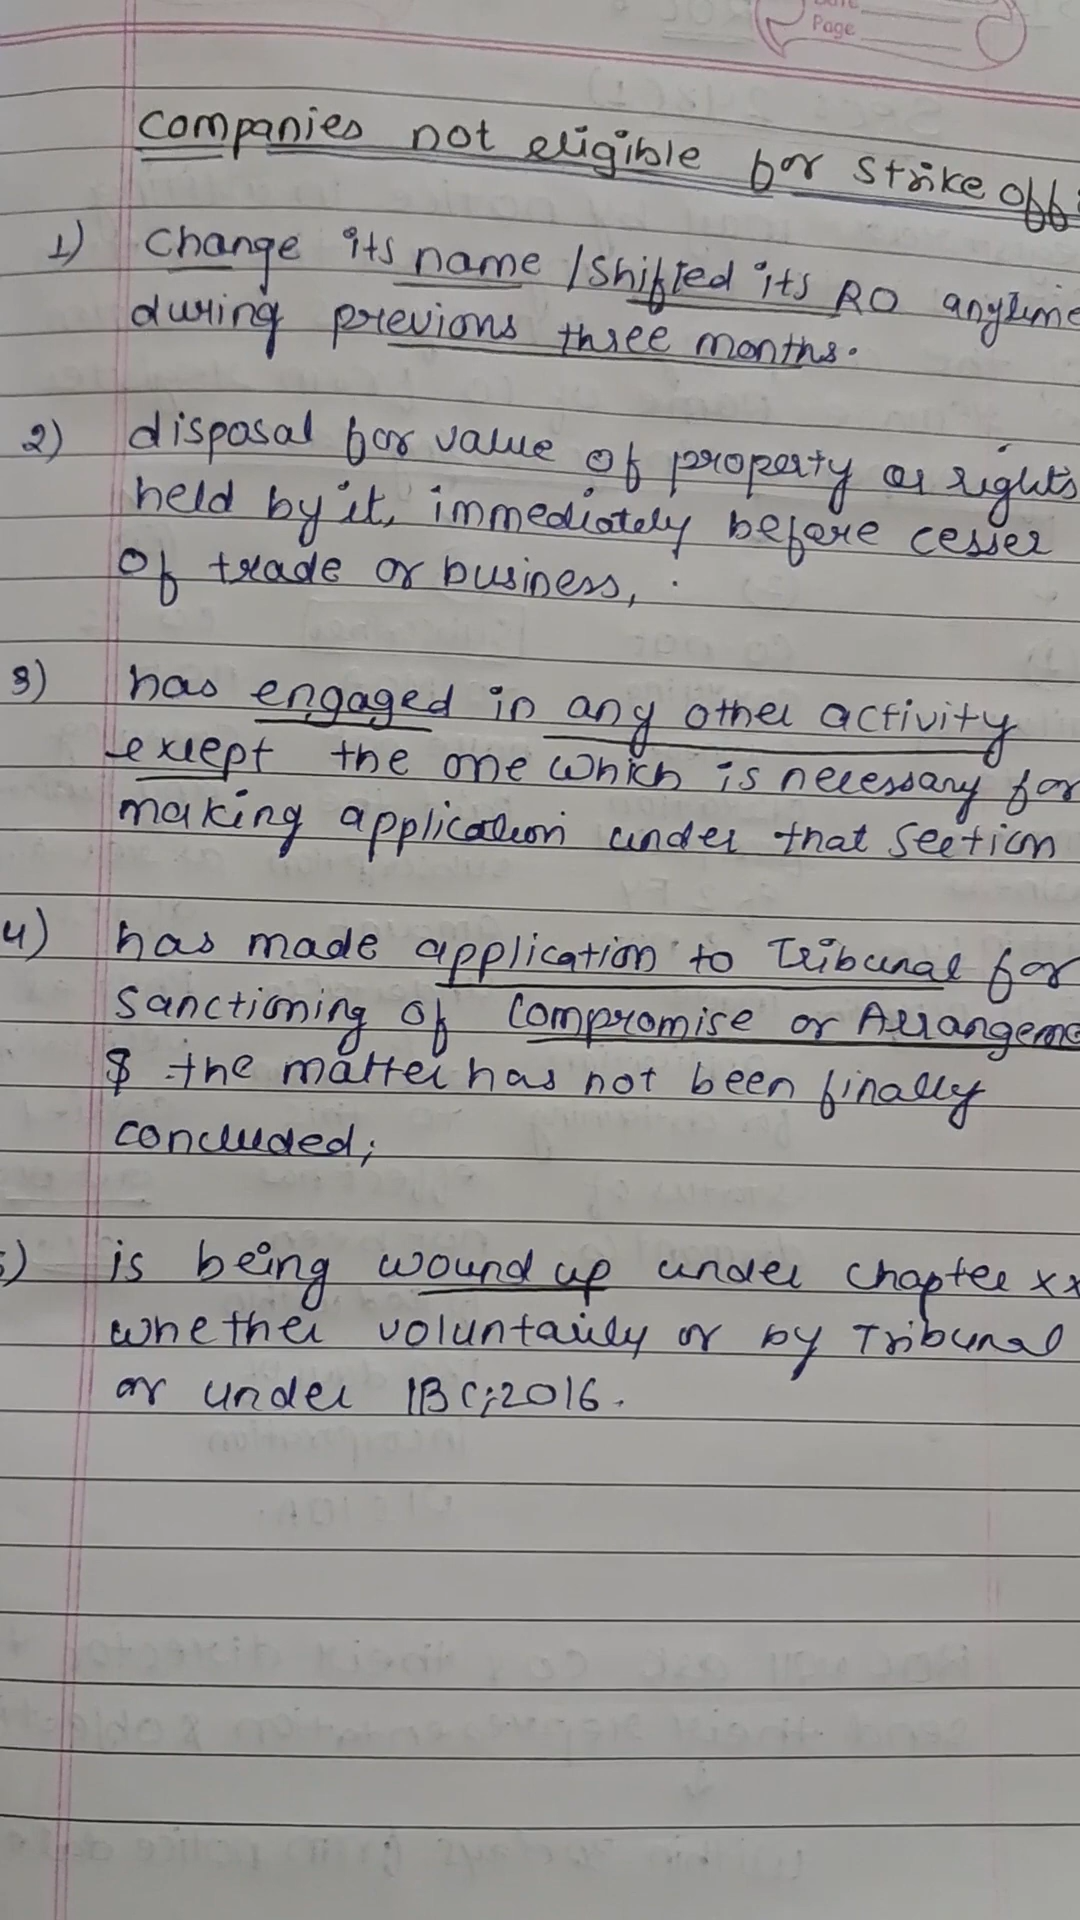 Page
companies not eligible for strike off:
1) change its name / shifted its RO anytime
during previous three months.
2) disposal for value of property or rights
held by it, immediately before cesser
of trade or business,
3) has engaged in any other activity
except the one which is necessary for
making application under that section
4) has made application to Tribunal for
sanctioning of compromise or Arrangeme
& the matter has not been finally
concluded;
) is being wound up under chapter xx
whether voluntarily or by Tribunal
or under IBC,2016.